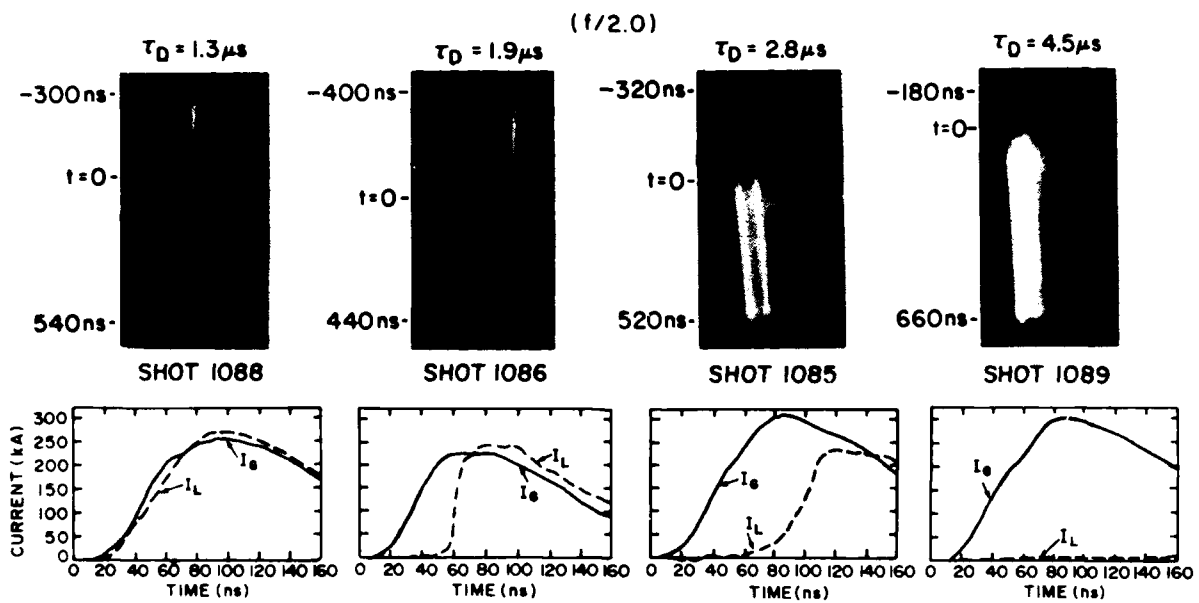 (f/2.0)
τD = 1.3μs
τD = 1.9μs
τD = 2.8μs
τD = 4.5μs
-300ns-
t=0-
540ns-
-400ns-
t=0-
440ns-
-320ns-
t=0-
520ns-
-180ns-
t=0-
660ns-
SHOT 1088
SHOT 1086
SHOT 1085
SHOT 1089
CURRENT (kA)
300
250
200
150
100
50
0
IG
IL
0 20 40 60 80 100 120 140 160
TIME (ns)
IL
IG
0 20 40 60 80 100 120 140 160
TIME (ns)
IG
IL
0 20 40 60 80 100 120 140 160
TIME (ns)
IG
IL
0 20 40 60 80 100 120 140 160
TIME (ns)